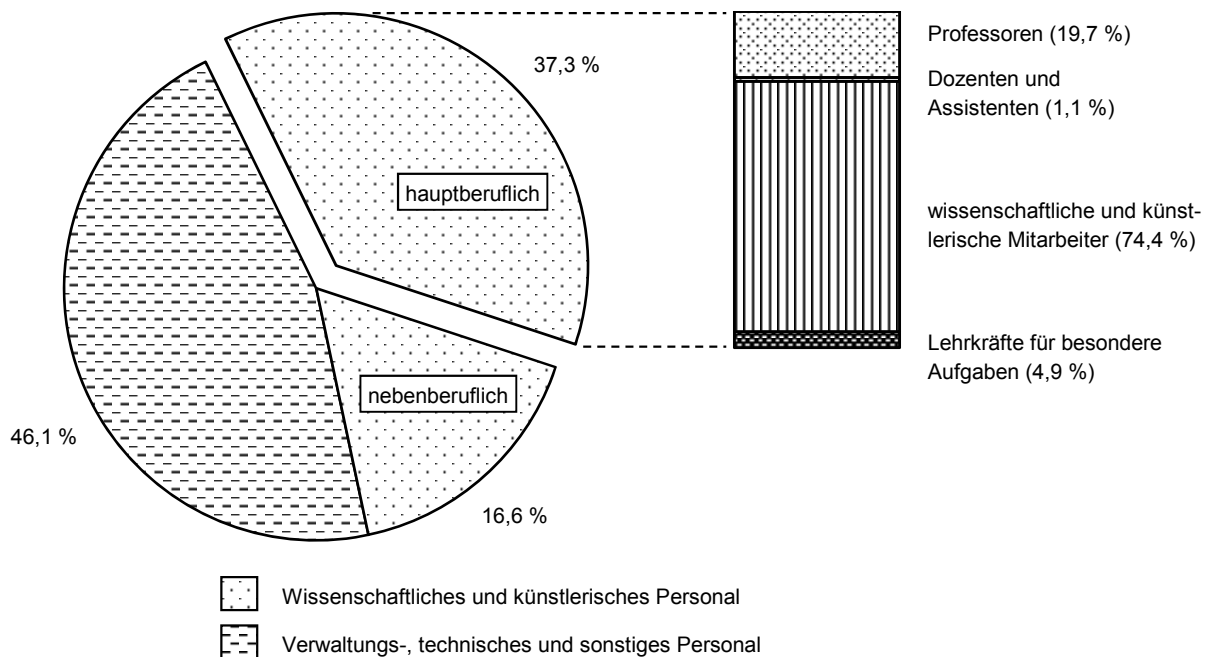 37,3 %
hauptberuflich
nebenberuflich
46,1 %
16,6 %
Professoren (19,7 %)
Dozenten und
Assistenten (1,1 %)
wissenschaftliche und künst-
lerische Mitarbeiter (74,4 %)
Lehrkräfte für besondere
Aufgaben (4,9 %)
Wissenschaftliches und künstlerisches Personal
Verwaltungs-, technisches und sonstiges Personal